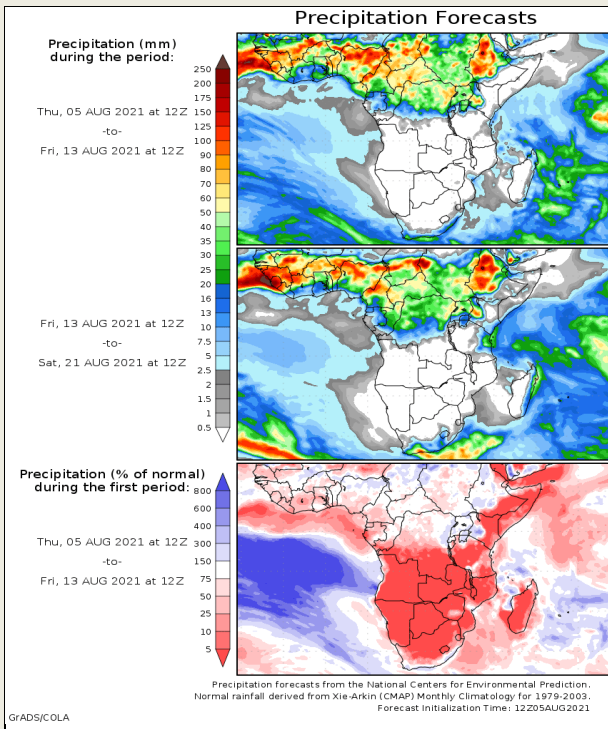 Precipitation Forecasts
Precipitation (mm)
during the period:
Thu, 05 AUG 2021 at 12Z
-to-
Fri, 13 AUG 2021 at 12Z
250
200
175
150
125
100
90
80
70
60
50
40
35
30
25
20
16
13
10
7.5
5
2.5
2
1.5
1
0.5
Fri, 13 AUG 2021 at 12Z
-to-
Sat, 21 AUG 2021 at 12Z
Precipitation (% of normal)
during the first period:
Thu, 05 AUG 2021 at 12Z
-to-
Fri, 13 AUG 2021 at 12Z
800
600
400
300
150
75
50
25
10
5
Precipitation forecasts from the National Centers for Environmental Prediction.
Normal rainfall derived from Xie-Arkin (CMAP) Monthly Climatology for 1979-2003.
Forecast Initialization Time: 12Z05AUG2021
GrADS/COLA